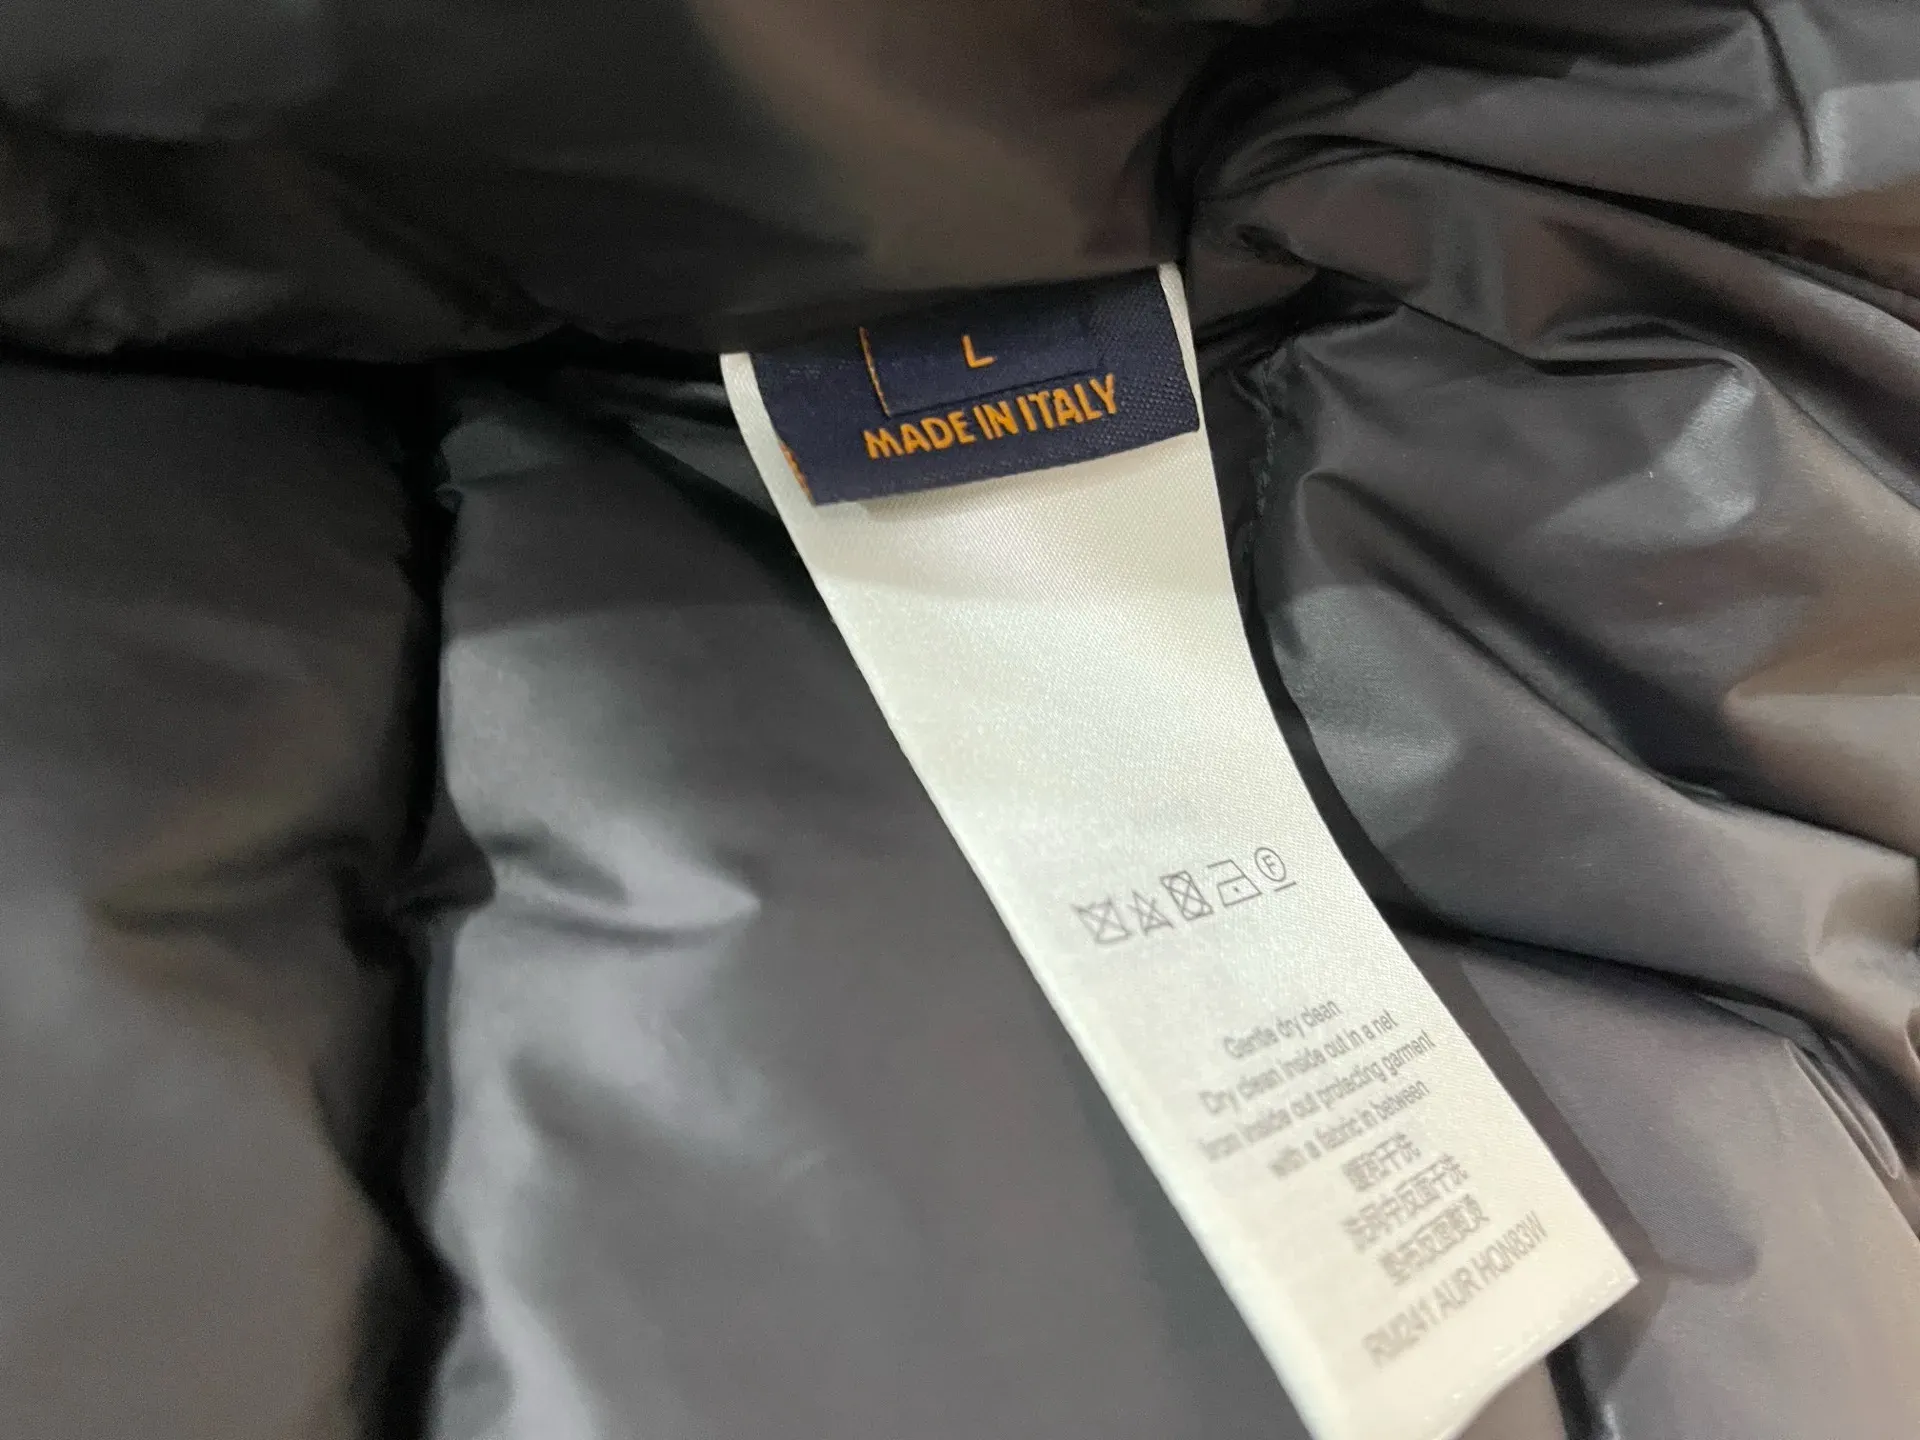 L
MADE IN ITALY
F
Gentle dry clean
Dry clean inside out in a net
Iron inside out protecting garment
with a fabric in between
缓和干洗
洗网中反面干洗
垫布反面熨烫
RM241 AUR HQN83W